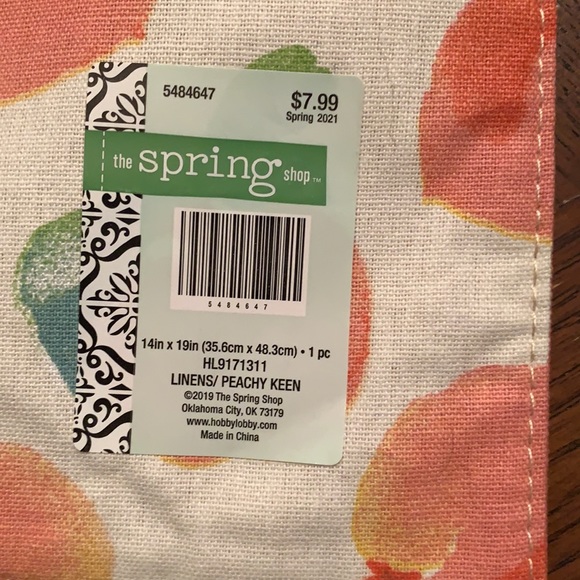 5484647
$7.99
Spring 2021
the spring shop™
5484647
14in x 19in (35.6cm x 48.3cm) • 1 pc
HL9171311
LINENS/ PEACHY KEEN
©2019 The Spring Shop
Oklahoma City, OK 73179
www.hobbylobby.com
Made in China